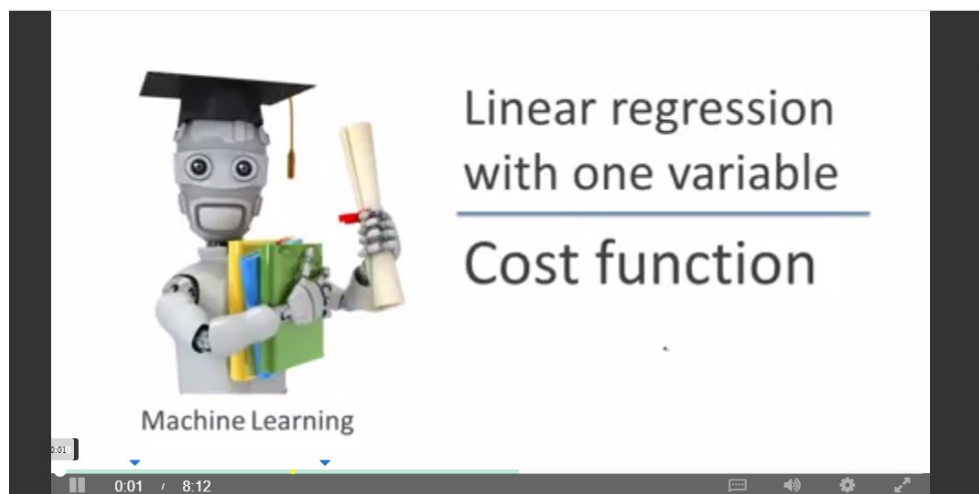 Linear regression
with one variable
Cost function
Machine Learning
0:01
0:01 / 8:12